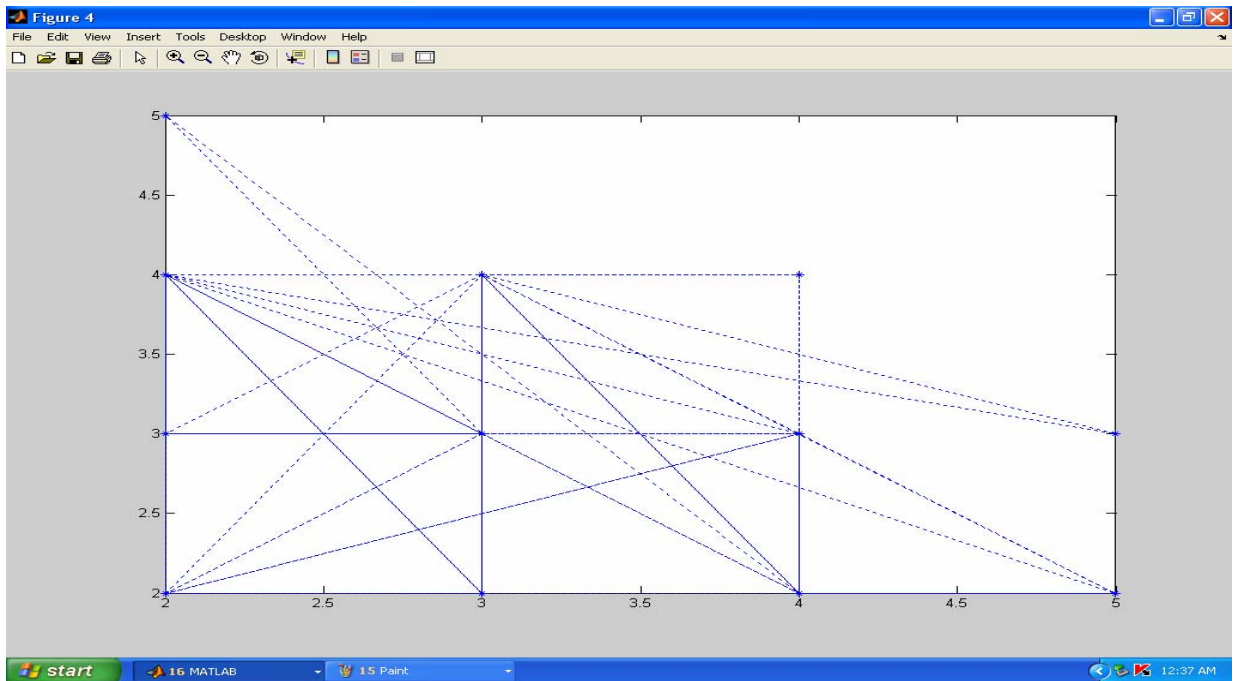 Figure 4
File Edit View Insert Tools Desktop Window Help
5
4.5
4
3.5
3
2.5
2
2 2.5 3 3.5 4 4.5 5
start 16 MATLAB 15 Paint 12:37 AM